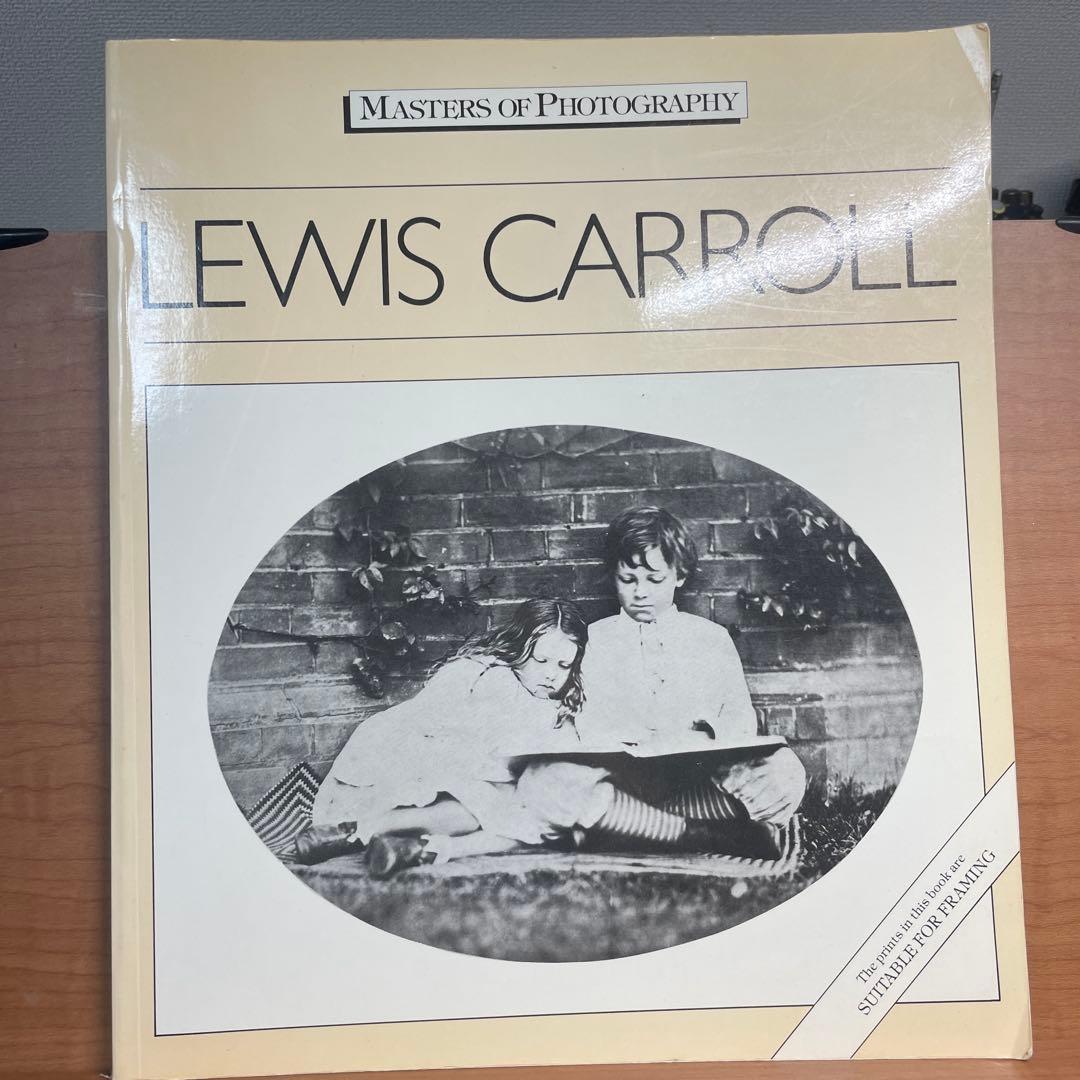 MASTERS OF PHOTOGRAPHY
LEWIS CARROLL
The prints in this book are
SUITABLE FOR FRAMING